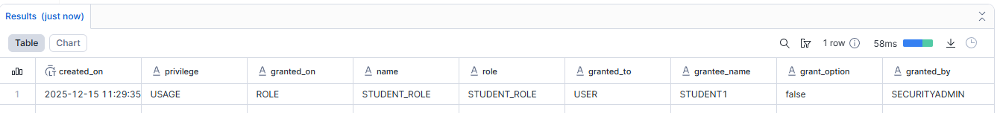 Results (just now)
Table Chart 1 row 58ms
created_on privilege granted_on name role granted_to grantee_name grant_option granted_by
1 2025-12-15 11:29:35 USAGE ROLE STUDENT_ROLE STUDENT_ROLE USER STUDENT1 false SECURITYADMIN